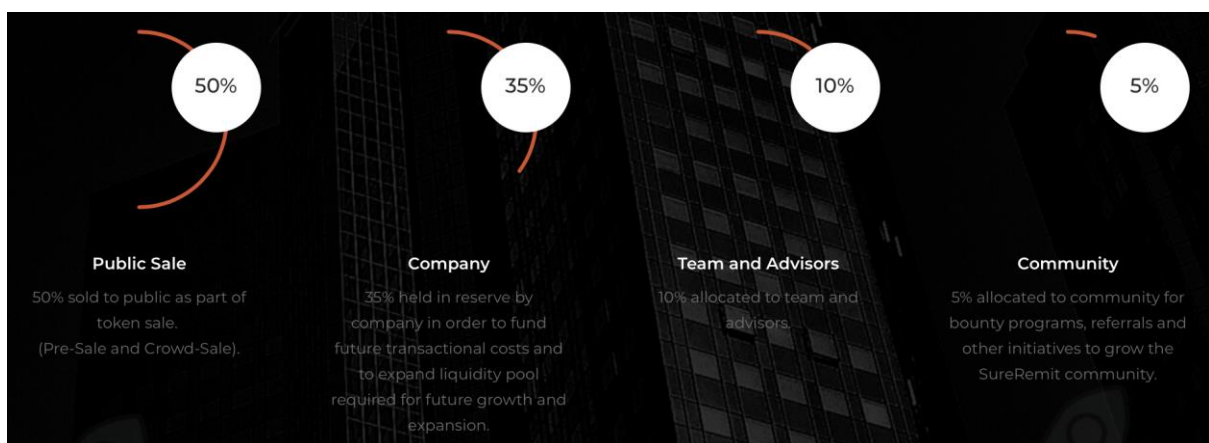 50%
35%
10%
5%
Public Sale
50% sold to public as part of
token sale.
(Pre-Sale and Crowd-Sale).
Company
35% held in reserve by
company in order to fund
future transactional costs and
to expand liquidity pool
required for future growth and
expansion.
Team and Advisors
10% allocated to team and
advisors.
Community
5% allocated to community for
bounty programs, referrals and
other initiatives to grow the
SureRemit community.